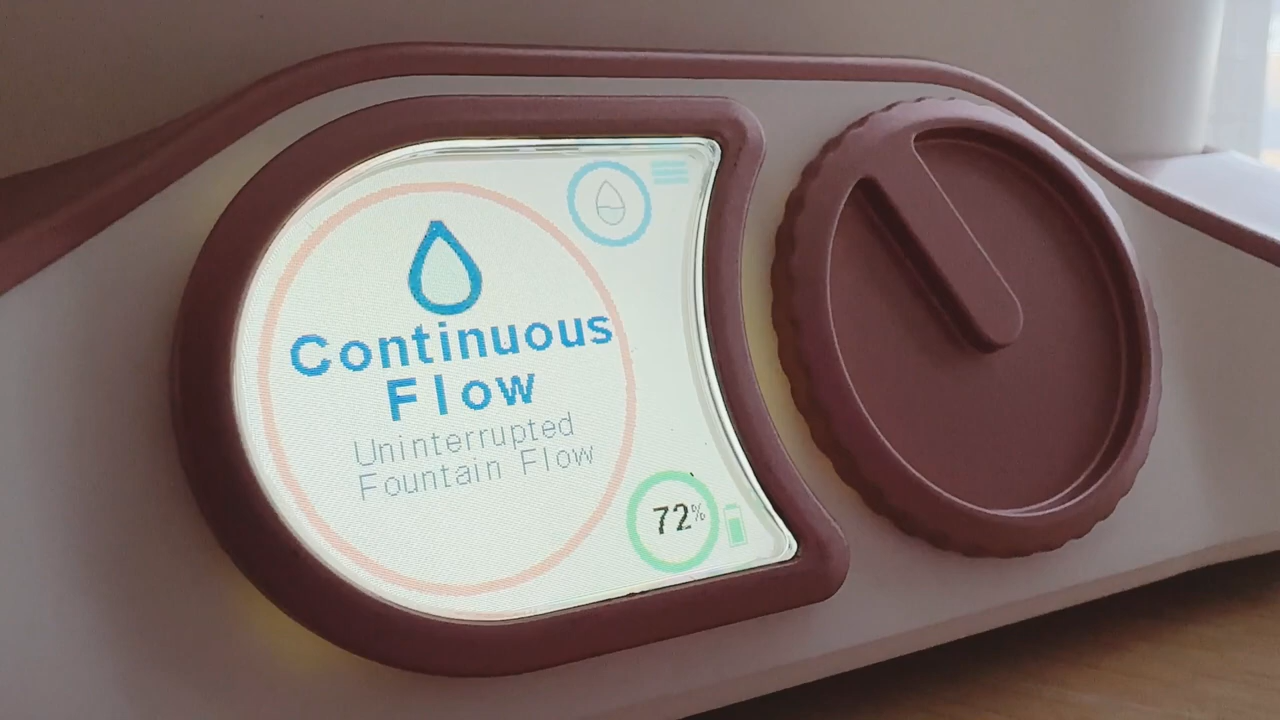 Continuous
Flow
Uninterrupted
Fountain Flow
72%